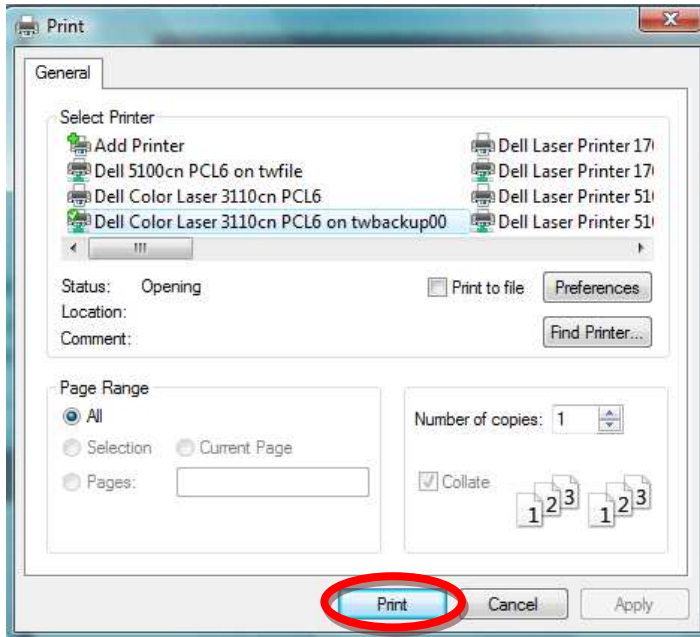 Print
General
Select Printer
Add Printer
Dell 5100cn PCL6 on twfile
Dell Color Laser 3110cn PCL6
Dell Color Laser 3110cn PCL6 on twbackup00
Dell Laser Printer 17
Dell Laser Printer 17
Dell Laser Printer 51
Dell Laser Printer 51
Status: Opening
Location:
Comment:
Print to file
Preferences
Find Printer...
Page Range
All
Selection Current Page
Pages:
Number of copies: 1
Collate
1 2 3 1 2 3
Print Cancel Apply